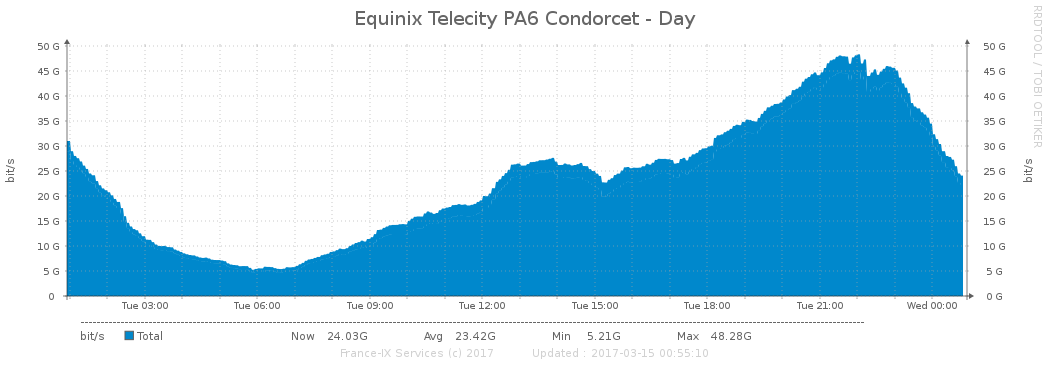 Equinix Telecity PA6 Condorcet - Day
RRDTOOL / TOBI OETIKER
bit/s
50 G 50 G
45 G 45 G
40 G 40 G
35 G 35 G
30 G 30 G
25 G 25 G
20 G 20 G
15 G 15 G
10 G 10 G
5 G 5 G
0 0 G
bit/s
Tue 03:00 Tue 06:00 Tue 09:00 Tue 12:00 Tue 15:00 Tue 18:00 Tue 21:00 Wed 00:00
bit/s Total Now 24.03G Avg 23.42G Min 5.21G Max 48.28G
France-IX Services (c) 2017 Updated : 2017-03-15 00:55:10